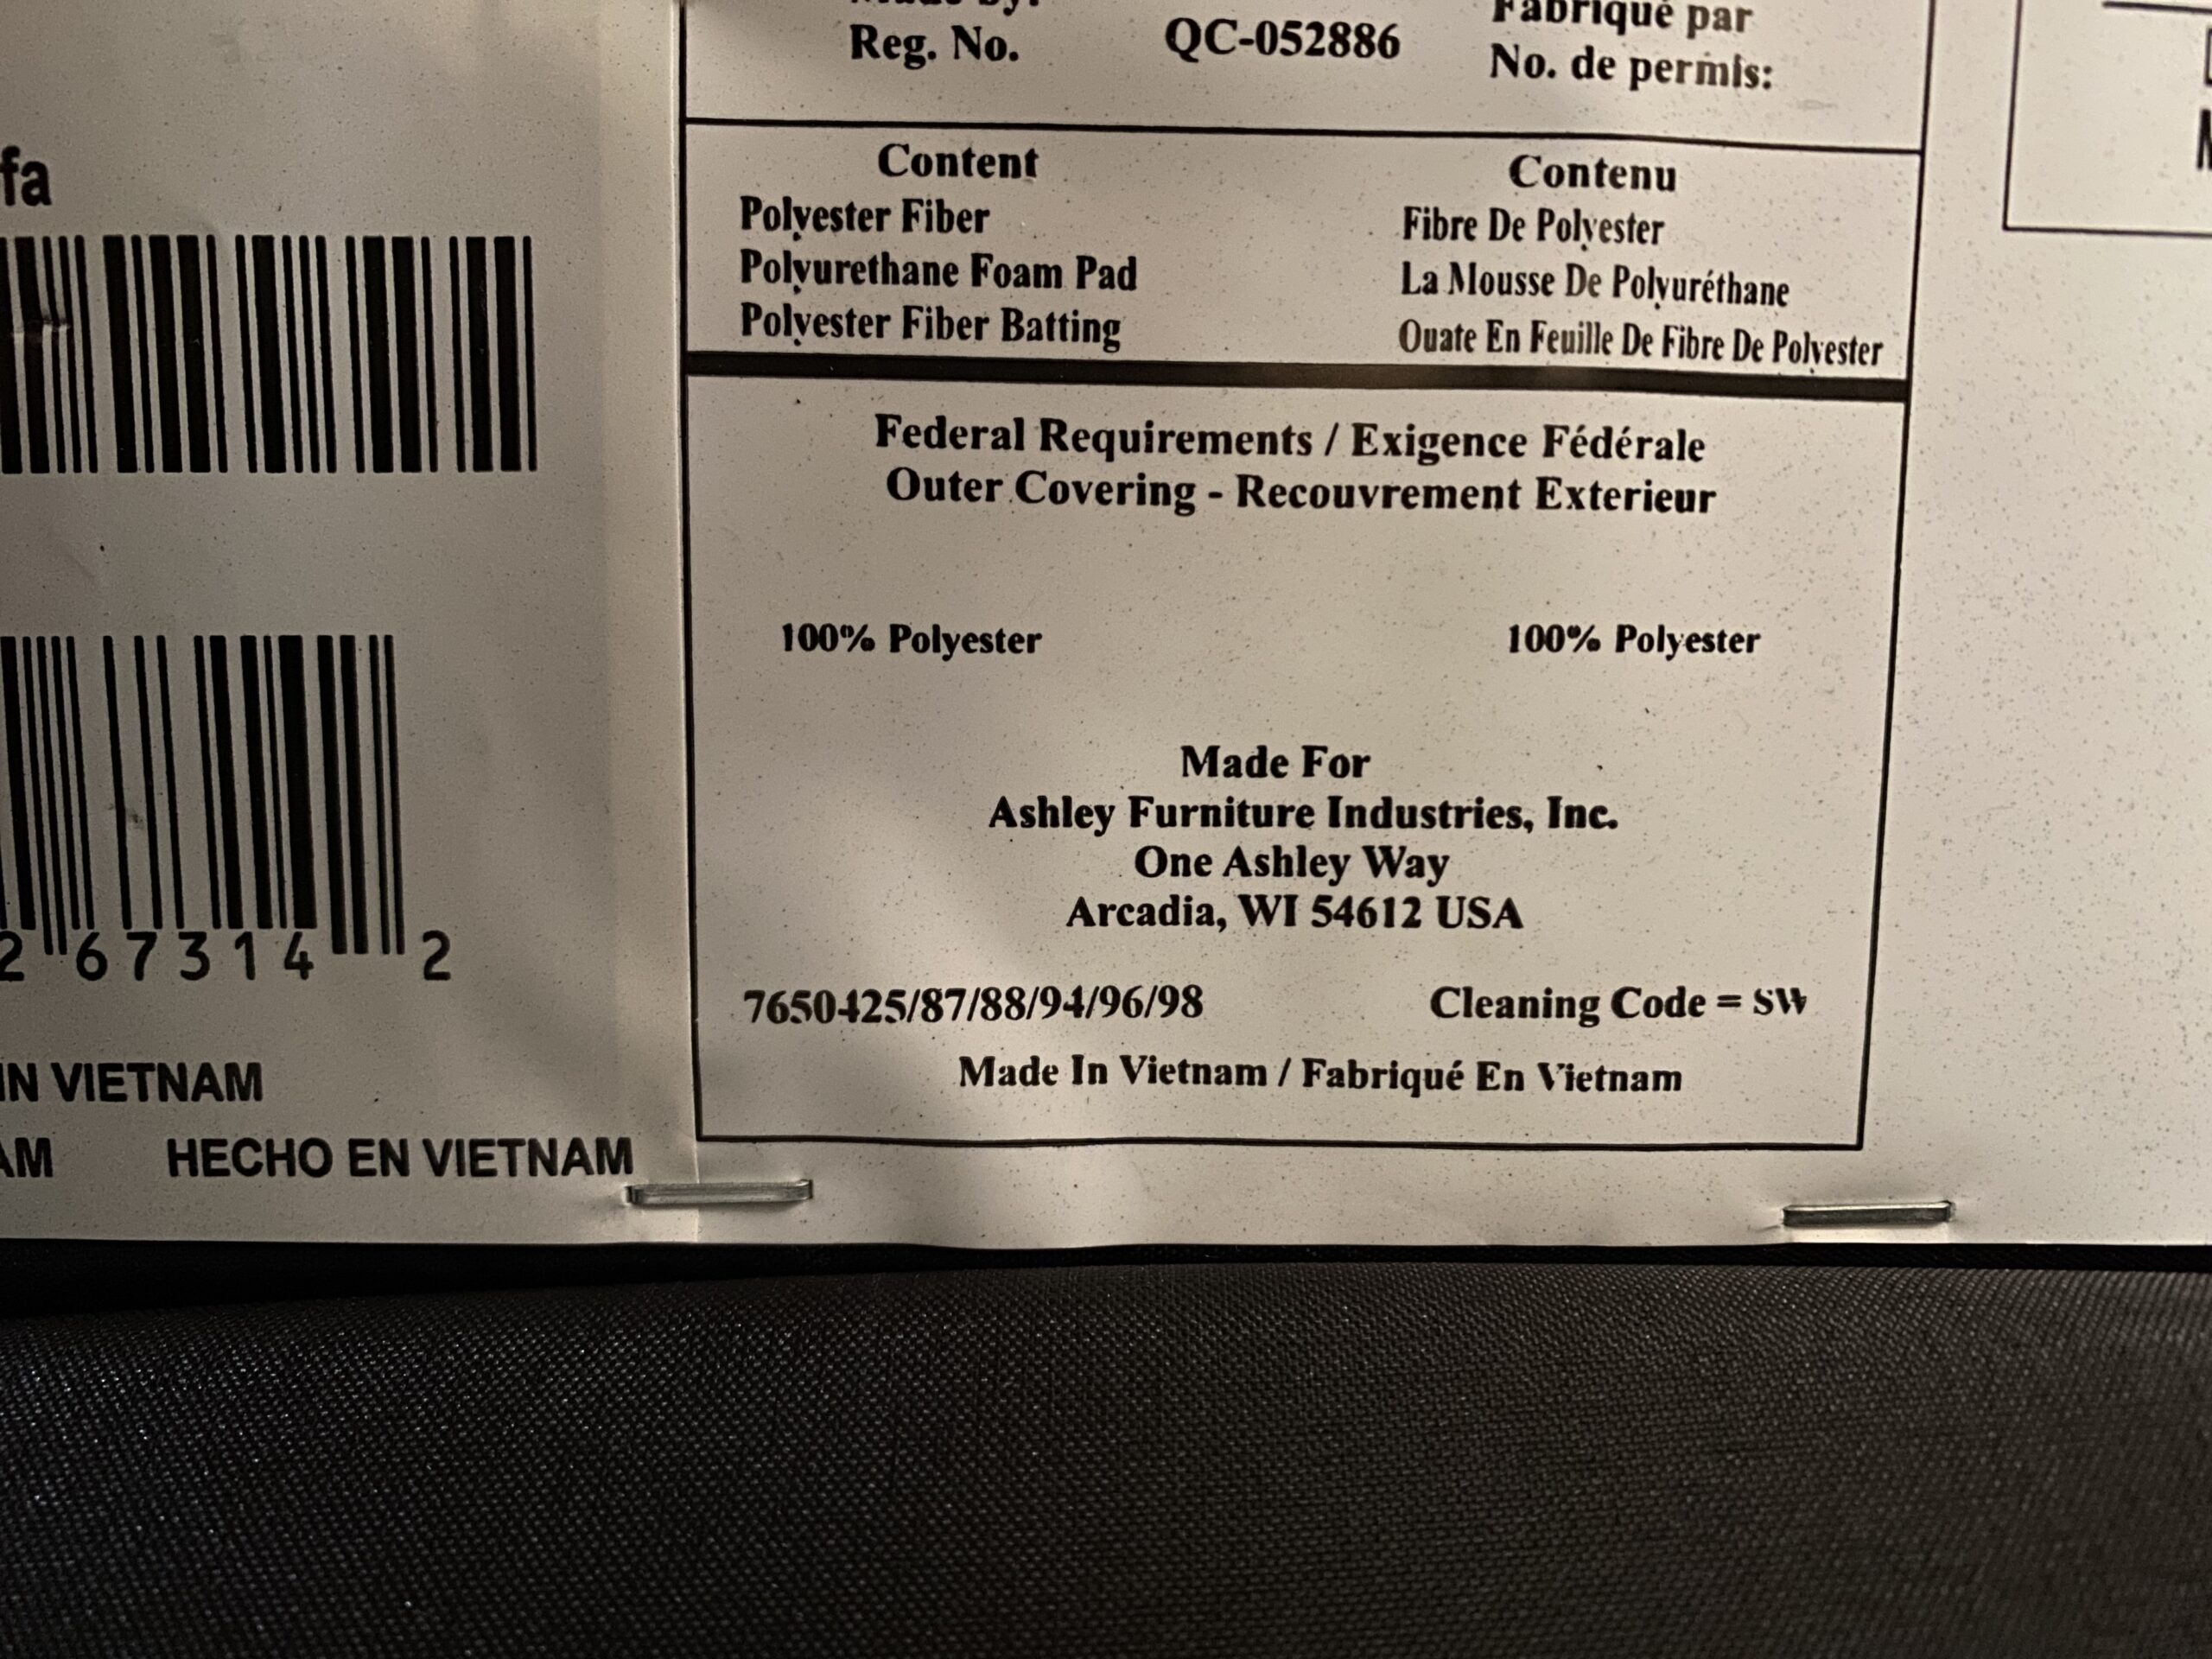 fa
2 67314 2
IN VIETNAM
AM HECHO EN VIETNAM
Made by:
Reg. No. QC-052886
Fabriqué par
No. de permis:
Content
Polyester Fiber
Polyurethane Foam Pad
Polyester Fiber Batting
Contenu
Fibre De Polyester
La Mousse De Polyuréthane
Ouate En Feuille De Fibre De Polyester
Federal Requirements / Exigence Fédérale
Outer Covering - Recouvrement Exterieur
100% Polyester 100% Polyester
Made For
Ashley Furniture Industries, Inc.
One Ashley Way
Arcadia, WI 54612 USA
7650425/87/88/94/96/98 Cleaning Code = SW
Made In Vietnam / Fabriqué En Vietnam